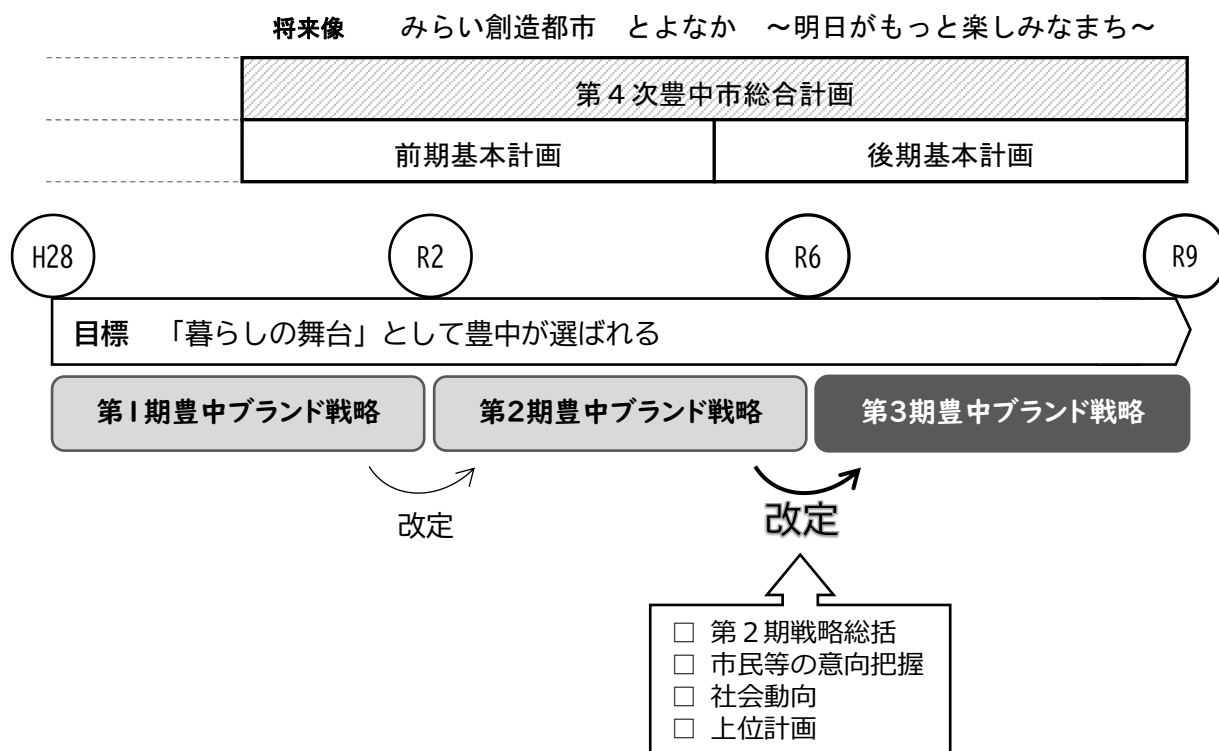 将来像　みらい創造都市　とよなか　～明日がもっと楽しみなまち～
第４次豊中市総合計画
前期基本計画
後期基本計画
H28
R2
R6
R9
目標　「暮らしの舞台」として豊中が選ばれる
第1期豊中ブランド戦略
第2期豊中ブランド戦略
第3期豊中ブランド戦略
改定
改定
□ 第２期戦略総括
□ 市民等の意向把握
□ 社会動向
□ 上位計画